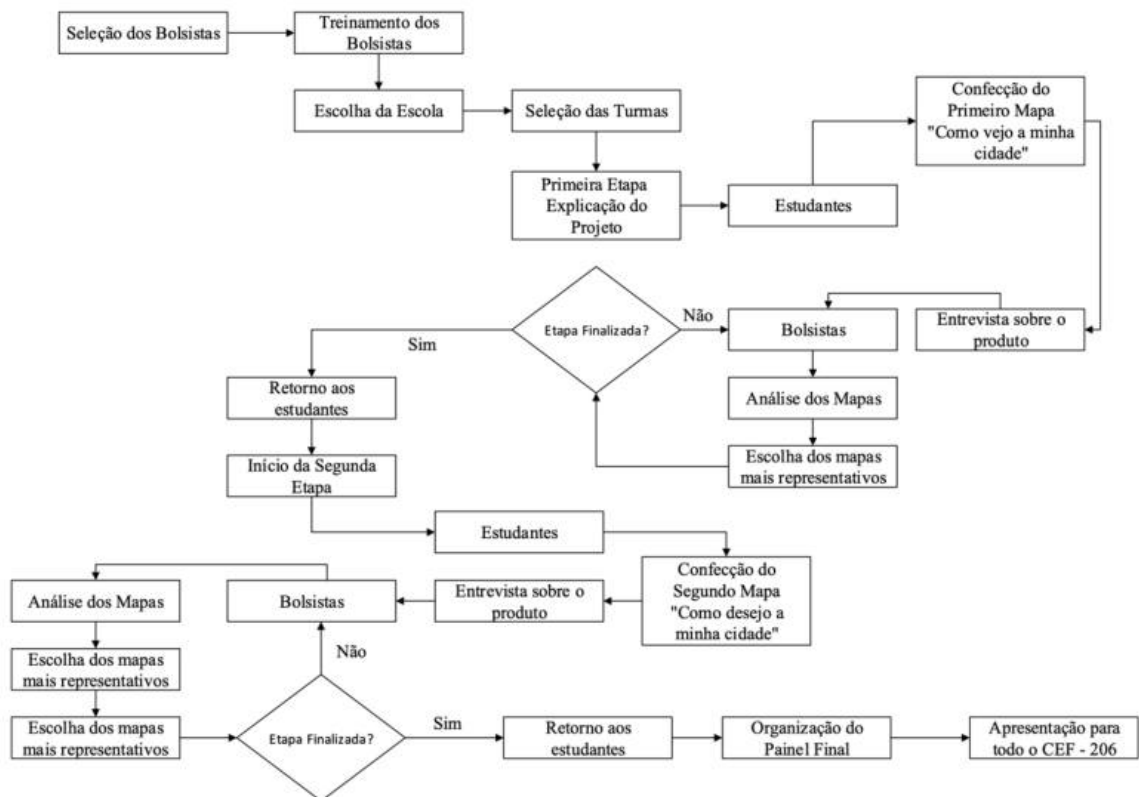 Seleção dos Bolsistas
Treinamento dos
Bolsistas
Escolha da Escola
Seleção das Turmas
Primeira Etapa
Explicação do
Projeto
Estudantes
Confecção do
Primeiro Mapa
"Como vejo a minha
cidade"
Entrevista sobre o
produto
Bolsistas
Análise dos Mapas
Escolha dos mapas
mais representativos
Etapa Finalizada?
Não
Sim
Retorno aos
estudantes
Início da Segunda
Etapa
Estudantes
Confecção do
Segundo Mapa
"Como desejo a
minha cidade"
Entrevista sobre o
produto
Bolsistas
Análise dos Mapas
Escolha dos mapas
mais representativos
Escolha dos mapas
mais representativos
Etapa Finalizada?
Não
Sim
Retorno aos
estudantes
Organização do
Painel Final
Apresentação para
todo o CEF - 206